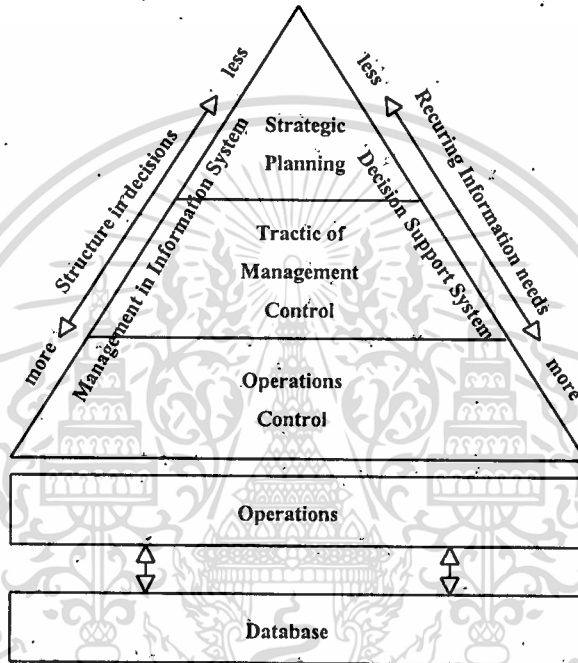 less
Structure in decisions
more
Management in Information System
less
Recuring Information needs
more
Decision Support System
Strategic
Planning
Tractic of
Management
Control
Operations
Control
Operations
Database